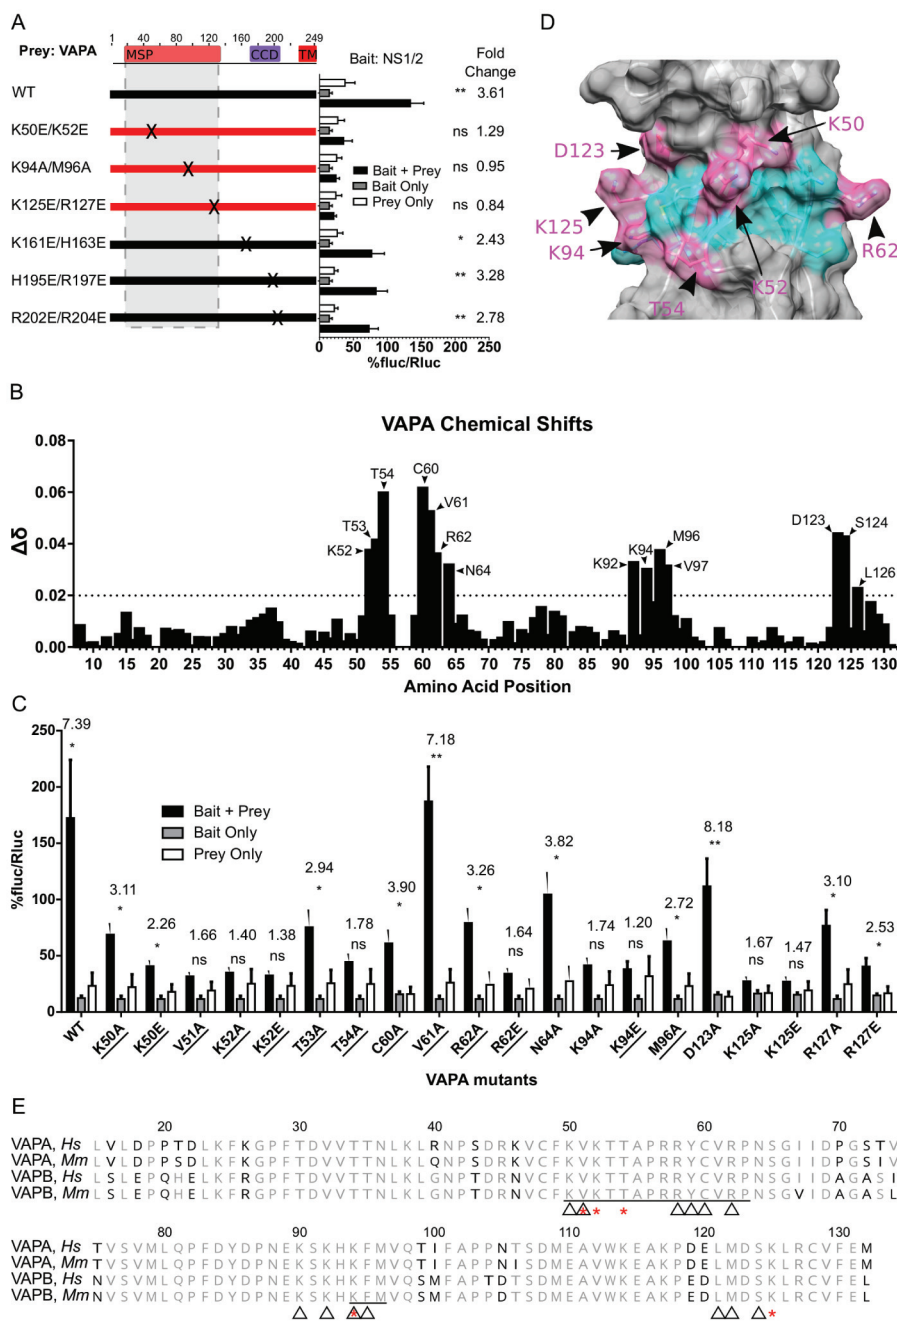 A
Prey: VAPA
1 40 80 120 160 200 249
MSP CCD TM
Bait: NS1/2
Fold Change
WT ** 3.61
K50E/K52E X ns 1.29
K94A/M96A X ns 0.95
K125E/R127E X ns 0.84
K161E/H163E X * 2.43
H195E/R197E X ** 3.28
R202E/R204E X ** 2.78
Bait + Prey
Bait Only
Prey Only
0 50 100 150 200 250
%fluc/Rluc
D
K50
D123
K125
K94
T54
K52
R62
B
VAPA Chemical Shifts
Δδ
0.08
0.06
0.04
0.02
0.00
K52 T53 T54 C60 V61 R62 N64 K92 K94 M96 V97 D123 S124 L126
10 15 20 25 30 35 40 45 50 55 60 65 70 75 80 85 90 95 100 105 110 115 120 125 130
Amino Acid Position
C
%fluc/Rluc
250
200
150
100
50
0
Bait + Prey
Bait Only
Prey Only
7.39 3.11 2.26 1.66 1.40 1.38 2.94 1.78 3.90 7.18 3.26 1.64 3.82 1.74 1.20 2.72 8.18 1.67 1.47 3.10 2.53
* * * ns ns ns * ns * ** * ns * ns ns * ** ns ns * *
WT K50A K50E V51A K52A K52E T53A T54A C60A V61A R62A R62E N64A K94A K94E M96A D123A K125A K125E R127A R127E
VAPA mutants
E
20 30 40 50 60 70
VAPA, Hs L V L D P P T D L K F K G P F T D V V T T N L K L R N P S D R K V C F K V K T T A P R R Y C V R P N S G I I D P G S T V
VAPA, Mm L V L D P P S D L K F K G P F T D V V T T N L K L Q N P S D R K V C F K V K T T A P R R Y C V R P N S G I I D P G S I V
VAPB, Hs L S L E P Q H E L K F R G P F T D V V T T N L K L G N P T D R N V C F K V K T T A P R R Y C V R P N S G I I D A G A S I
VAPB, Mm L S L E P Q H E L K F R G P F T D V V T T N L K L G N P T D R N V C F K V K T T A P R R Y C V R P N S G V I D A G A S L
* * *
80 90 100 110 120 130
VAPA, Hs T V S V M L Q P F D Y D P N E K S K H K F M V Q T I F A P P N T S D M E A V W K E A K P D E L M D S K L R C V F E M
VAPA, Mm T V S V M L Q P F D Y D P N E K S K H K F M V Q T I F A P P N I S D M E A V W K E A K P D E L M D S K L R C V F E M
VAPB, Hs N V S V M L Q P F D Y D P N E K S K H K F M V Q S M F A P T D T S D M E A V W K E A K P E D L M D S K L R C V F E L
VAPB, Mm N V S V M L Q P F D Y D P N E K S K H K F M V Q S M F A P P D T S D M E A V W K E A K P E D L M D S K L R C V F E L
* *